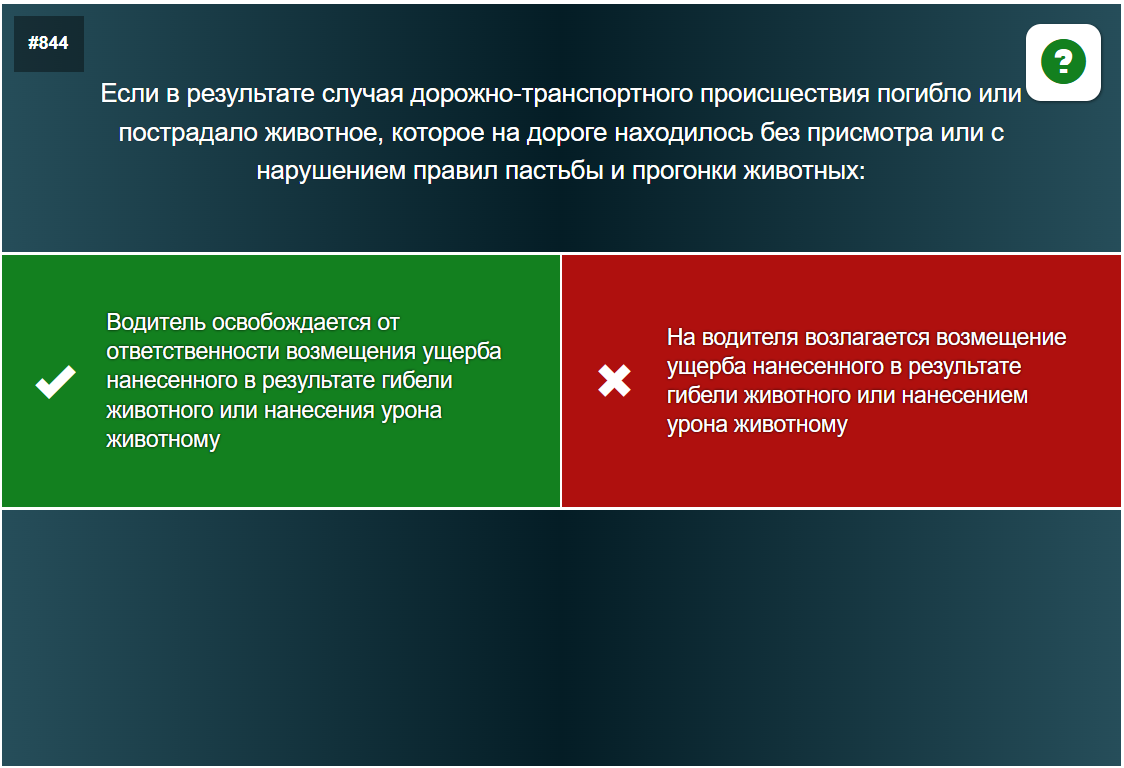 #844
?
Если в результате случая дорожно-транспортного происшествия погибло или
пострадало животное, которое на дороге находилось без присмотра или с
нарушением правил пастьбы и прогонки животных:
Водитель освобождается от
ответственности возмещения ущерба
нанесенного в результате гибели
животного или нанесения урона
животному
На водителя возлагается возмещение
ущерба нанесенного в результате
гибели животного или нанесением
урона животному